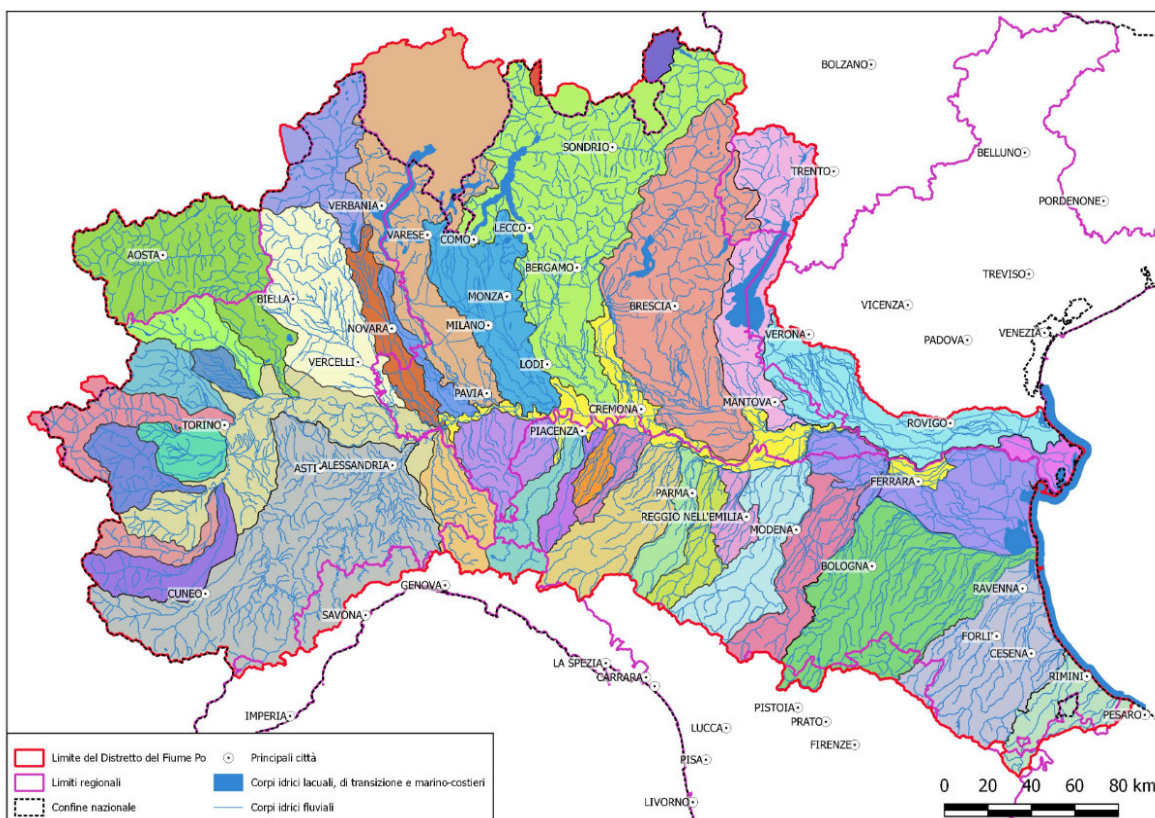 BOLZANO
SONDRIO
BELLUNO
TRENTO
VERBANIA
PORDENONE
VARESE
COMO
LECCO
AOSTA
BERGAMO
TREVISO
BIELLA
MONZA
BRESCIA
VICENZA
NOVARA
MILANO
VERONA
PADOVA
VENEZIA
VERCELLI
LODI
PAVIA
CREMONA
MANTOVA
TORINO
PIACENZA
ROVIGO
ASTI
ALESSANDRIA
FERRARA
PARMA
REGGIO NELL'EMILIA
MODENA
BOLOGNA
CUNEO
GENOVA
RAVENNA
SAVONA
FORLI'
CESENA
LA SPEZIA
RIMINI
CARRARA
IMPERIA
PISTOIA
PESARO
LUCCA
PRATO
FIRENZE
PISA
LIVORNO
Limite del Distretto del Fiume Po
Principali città
Limiti regionali
Corpi idrici lacuali, di transizione e marino-costieri
Confine nazionale
Corpi idrici fluviali
0 20 40 60 80 km